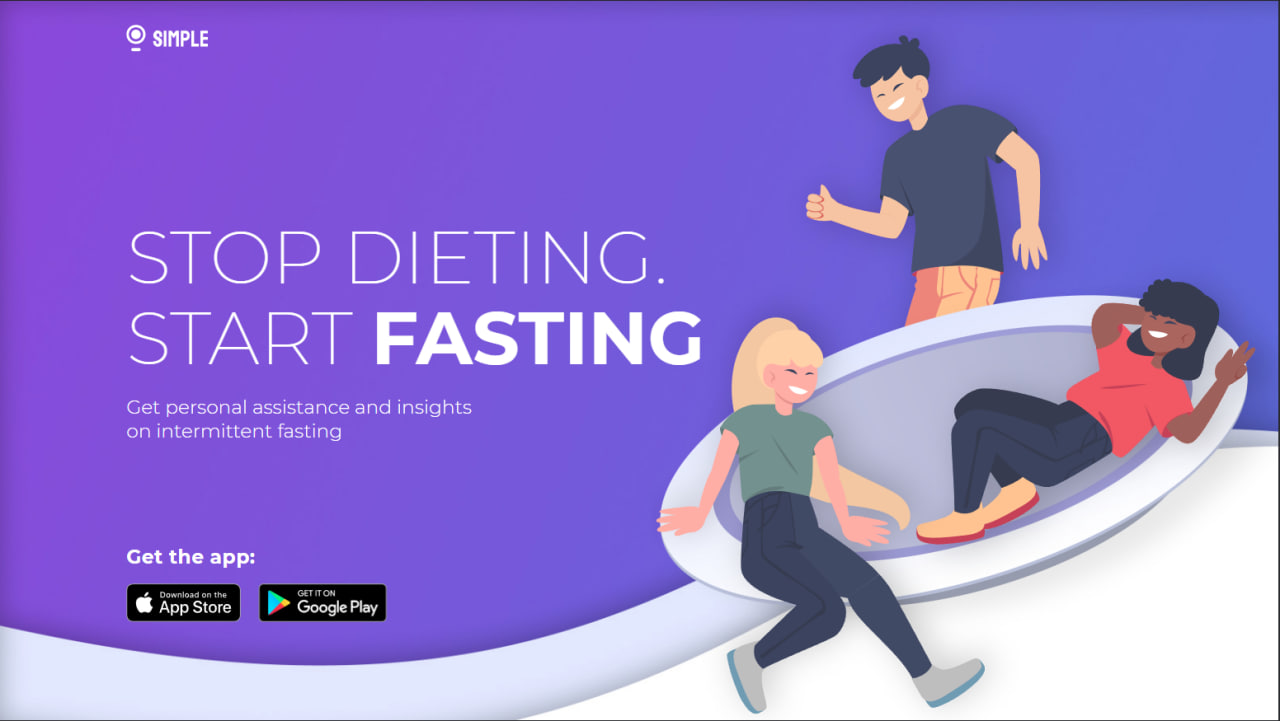 SIMPLE
STOP DIETING.
START FASTING
Get personal assistance and insights
on intermittent fasting
Get the app:
Download on the
App Store
GET IT ON
Google Play